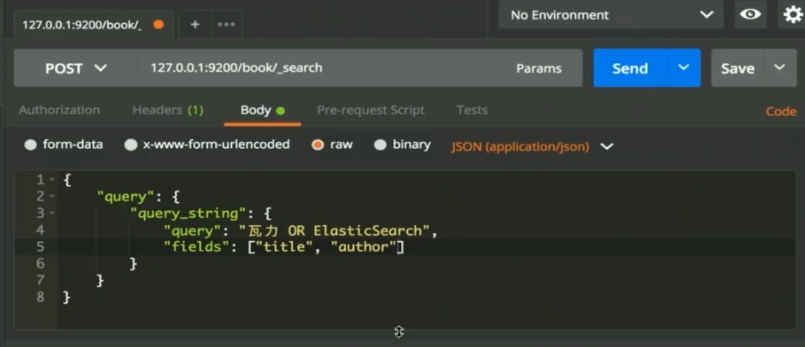 127.0.0.1:9200/book/_ + ••• No Environment
POST 127.0.0.1:9200/book/_search Params Send Save
Authorization Headers (1) Body Pre-request Script Tests Code
form-data x-www-form-urlencoded raw binary JSON (application/json)
1 {
2 "query": {
3 "query_string": {
4 "query": "瓦力 OR ElasticSearch",
5 "fields": ["title", "author"]
6 }
7 }
8 }